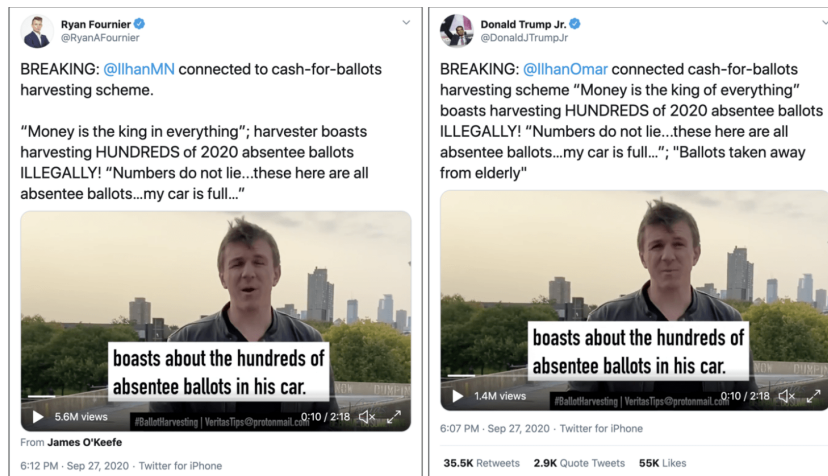 Ryan Fournier
@RyanAFournier
BREAKING: @IlhanMN connected to cash-for-ballots
harvesting scheme.
“Money is the king in everything”; harvester boasts
harvesting HUNDREDS of 2020 absentee ballots
ILLEGALLY! “Numbers do not lie...these here are all
absentee ballots...my car is full...”
boasts about the hundreds of
absentee ballots in his car.
5.6M views
0:10 / 2:18
#BallotHarvesting | VeritasTips@protonmail.com
From James O'Keefe
6:12 PM · Sep 27, 2020 · Twitter for iPhone
Donald Trump Jr.
@DonaldJTrumpJr
BREAKING: @IlhanOmar connected cash-for-ballots
harvesting scheme “Money is the king of everything”
boasts harvesting HUNDREDS of 2020 absentee ballots
ILLEGALLY! “Numbers do not lie...these here are all
absentee ballots...my car is full...”; "Ballots taken away
from elderly"
boasts about the hundreds of
absentee ballots in his car.
1.4M views
0:10 / 2:18
#BallotHarvesting | VeritasTips@protonmail.com
6:07 PM · Sep 27, 2020 · Twitter for iPhone
35.5K Retweets 2.9K Quote Tweets 55K Likes